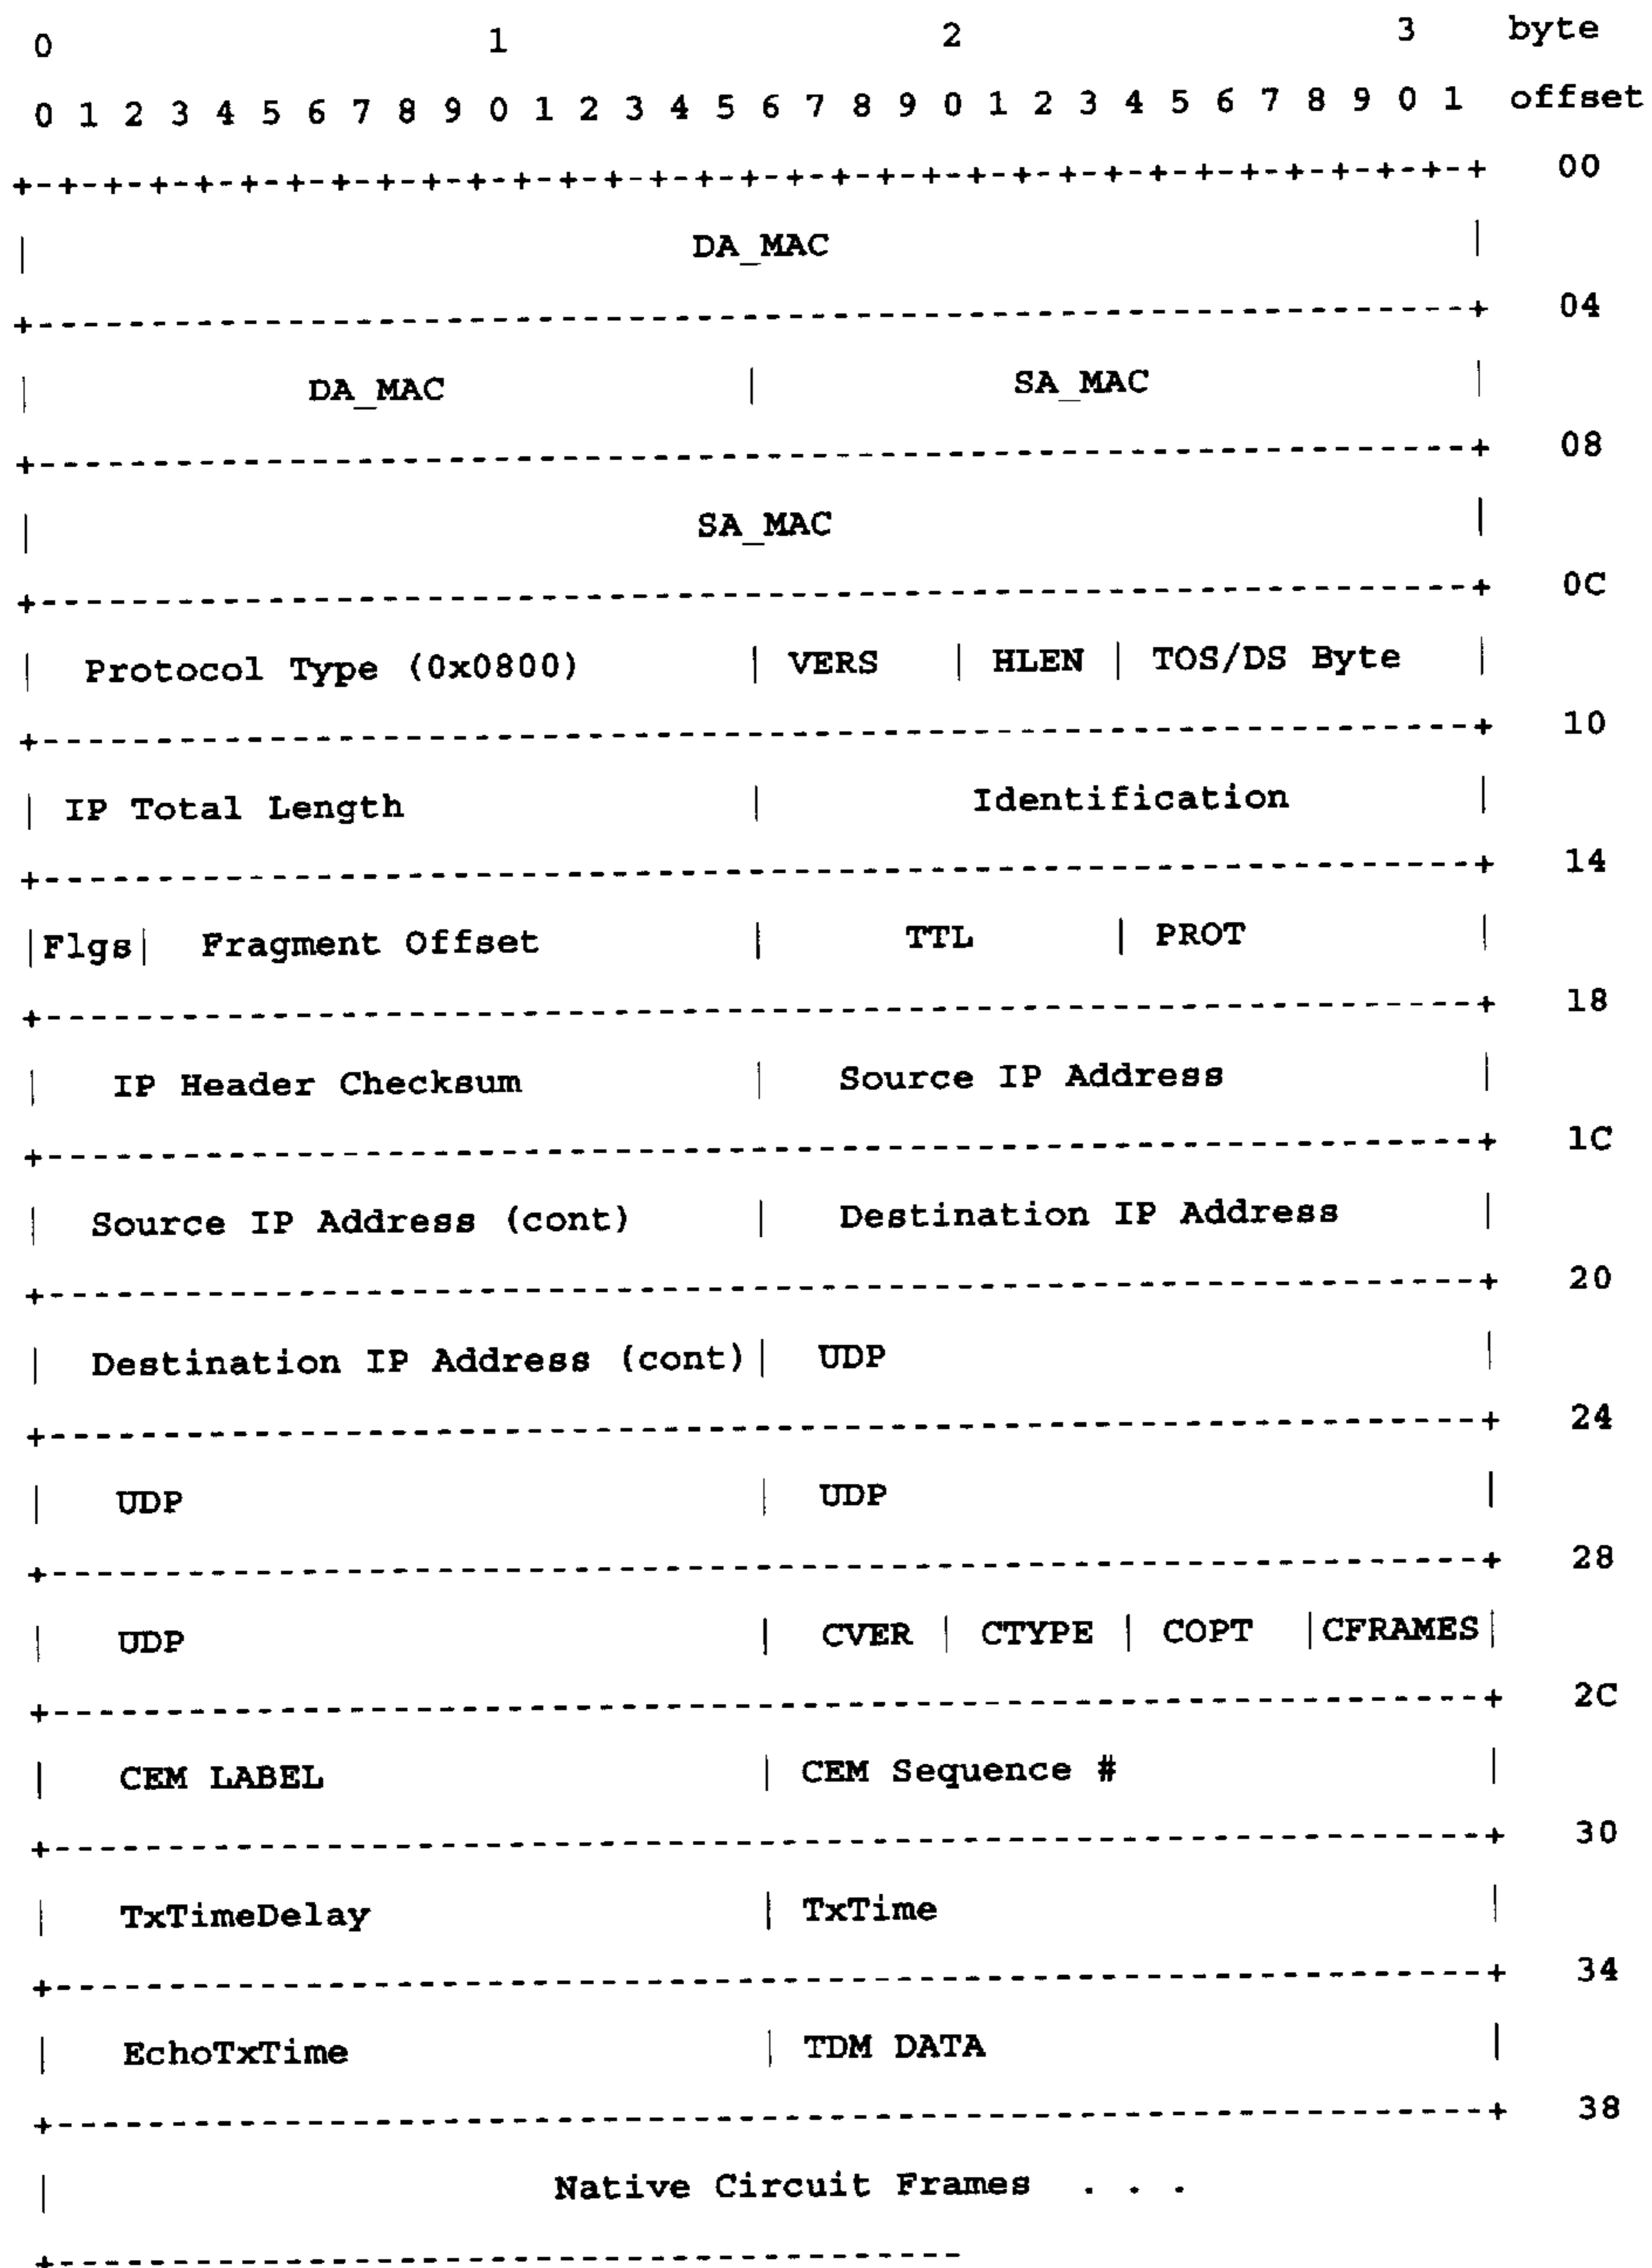 0 1 2 3 byte
0 1 2 3 4 5 6 7 8 9 0 1 2 3 4 5 6 7 8 9 0 1 2 3 4 5 6 7 8 9 0 1 offset
+-+-+-+-+-+-+-+-+-+-+-+-+-+-+-+-+-+-+-+-+-+-+-+-+-+-+-+-+-+-+-+-+ 00
| DA_MAC |
+---------------------------------------------------------------+ 04
| DA_MAC | SA_MAC |
+---------------------------------------------------------------+ 08
| SA_MAC |
+---------------------------------------------------------------+ 0C
| Protocol Type (0x0800) | VERS | HLEN | TOS/DS Byte |
+---------------------------------------------------------------+ 10
| IP Total Length | Identification |
+---------------------------------------------------------------+ 14
|Flgs| Fragment Offset | TTL | PROT |
+---------------------------------------------------------------+ 18
| IP Header Checksum | Source IP Address |
+---------------------------------------------------------------+ 1C
| Source IP Address (cont) | Destination IP Address |
+---------------------------------------------------------------+ 20
| Destination IP Address (cont)| UDP |
+---------------------------------------------------------------+ 24
| UDP | UDP |
+---------------------------------------------------------------+ 28
| UDP | CVER | CTYPE | COPT |CFRAMES|
+---------------------------------------------------------------+ 2C
| CEM LABEL | CEM Sequence # |
+---------------------------------------------------------------+ 30
| TxTimeDelay | TxTime |
+---------------------------------------------------------------+ 34
| EchoTxTime | TDM DATA |
+---------------------------------------------------------------+ 38
| Native Circuit Frames . . .
+----------------------------------------